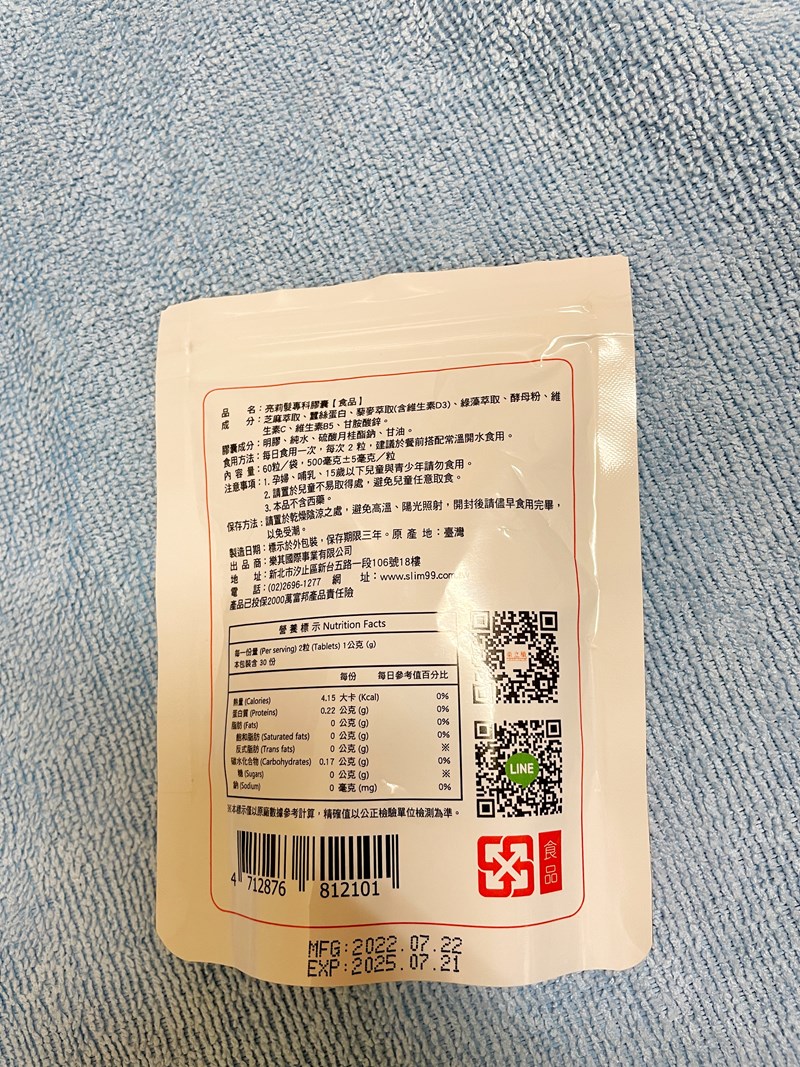 品　名：亮莉髮專科膠囊【食品】
成　分：芝麻萃取、蠶絲蛋白、藜麥萃取(含維生素D3)、綠藻萃取、酵母粉、維
生素C、維生素B5、甘胺酸鋅。
膠囊成分：明膠、純水、硫酸月桂酯鈉、甘油。
食用方法：每日食用一次，每次 2 粒，建議於餐前搭配常溫開水食用。
內 容 量：60粒／袋，500毫克±5毫克／粒
注意事項：1. 孕婦、哺乳、15歲以下兒童與青少年請勿食用。
2. 請置於兒童不易取得處，避免兒童任意取食。
3. 本品不含西藥。
保存方法：請置於乾燥陰涼之處，避免高溫、陽光照射，開封後請儘早食用完畢，
以免受潮。
製造日期：標示於外包裝，保存期限三年。原 產 地：臺灣
出 品 商：樂其國際事業有限公司
地　址：新北市汐止區新台五路一段106號18樓
電　話：(02)2696-1277　網　址：www.slim99.com
產品已投保2000萬富邦產品責任險
營 養 標 示 Nutrition Facts
每一份量 (Per serving) 2粒 (Tablets) 1公克 (g)
本包裝含 30 份
每份　每日參考值百分比
熱量 (Calories) 4.15 大卡 (Kcal) 0%
蛋白質 (Proteins) 0.22 公克 (g) 0%
脂肪 (Fats) 0 公克 (g) 0%
飽和脂肪 (Saturated fats) 0 公克 (g) 0%
反式脂肪 (Trans fats) 0 公克 (g) ※
碳水化合物 (Carbohydrates) 0.17 公克 (g) 0%
糖 (Sugars) 0 公克 (g) ※
鈉 (Sodium) 0 毫克 (mg) 0%
※本標示值以原廠數據參考計算，精確值以公正檢驗單位檢測為準。
LINE
食品
4 712876 812101
MFG:2022.07.22
EXP:2025.07.21